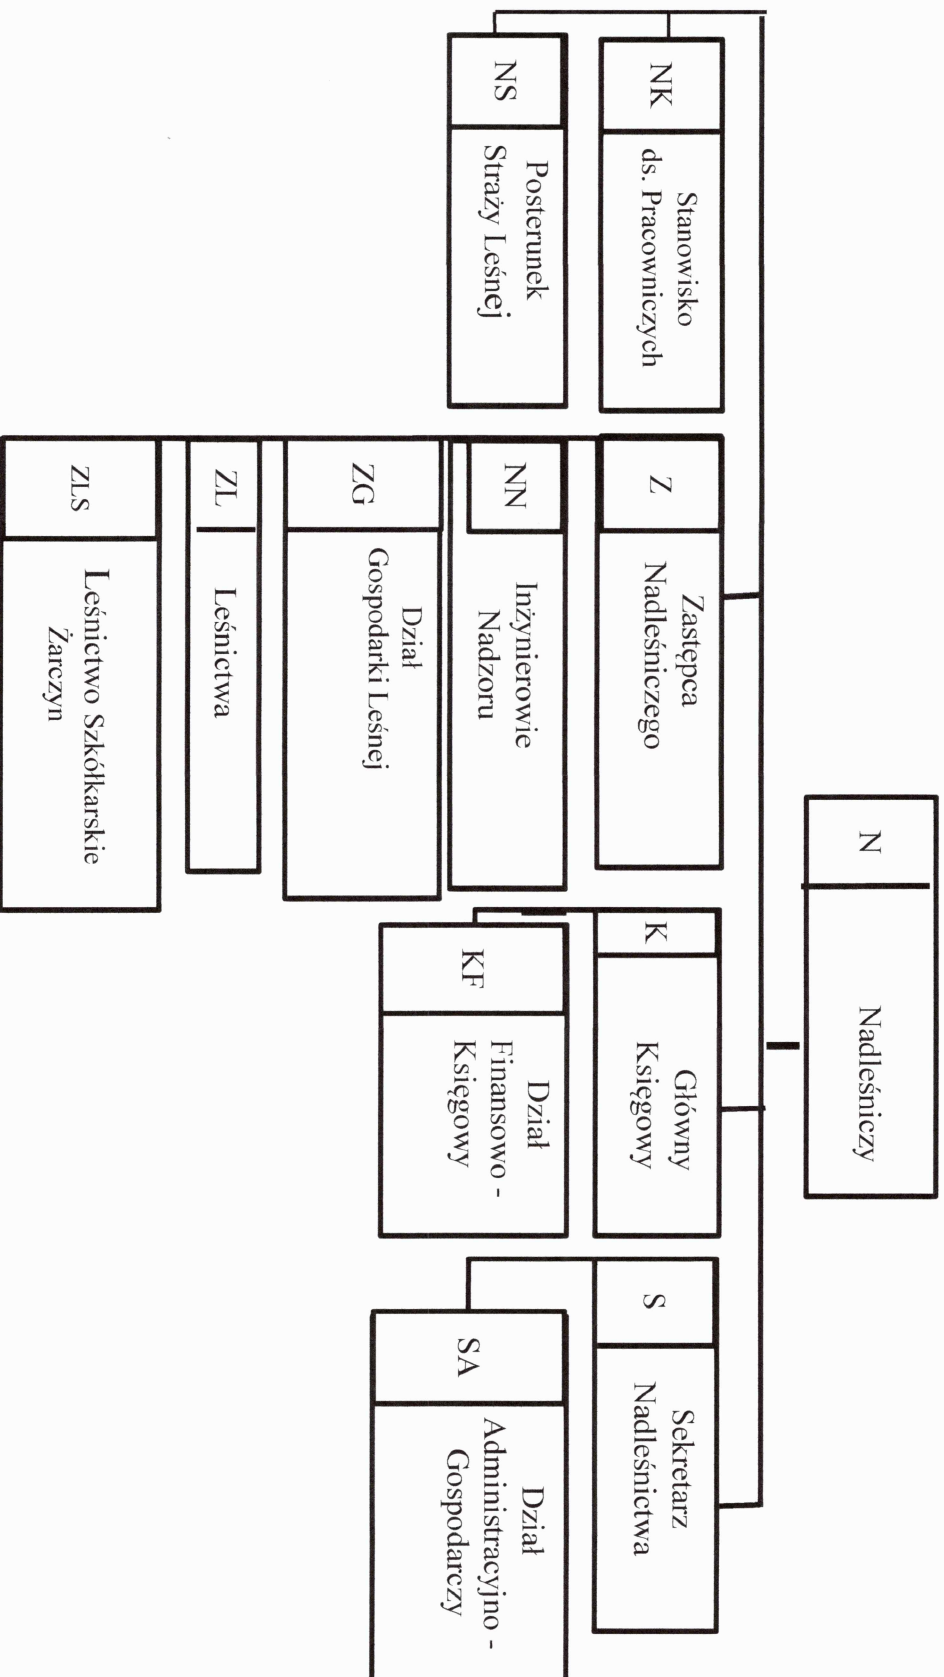 N
Nadleśniczy
NK
Stanowisko
ds. Pracowniczych
NS
Posterunek
Straży Leśnej
Z
Zastępca
Nadleśniczego
NN
Inżynierowie
Nadzoru
ZG
Dział
Gospodarki Leśnej
ZL
Leśnictwa
ZLS
Leśnictwo Szkółkarskie
Żarczyn
K
Główny
Księgowy
KF
Dział
Finansowo -
Księgowy
S
Sekretarz
Nadleśnictwa
SA
Dział
Administracyjno -
Gospodarczy